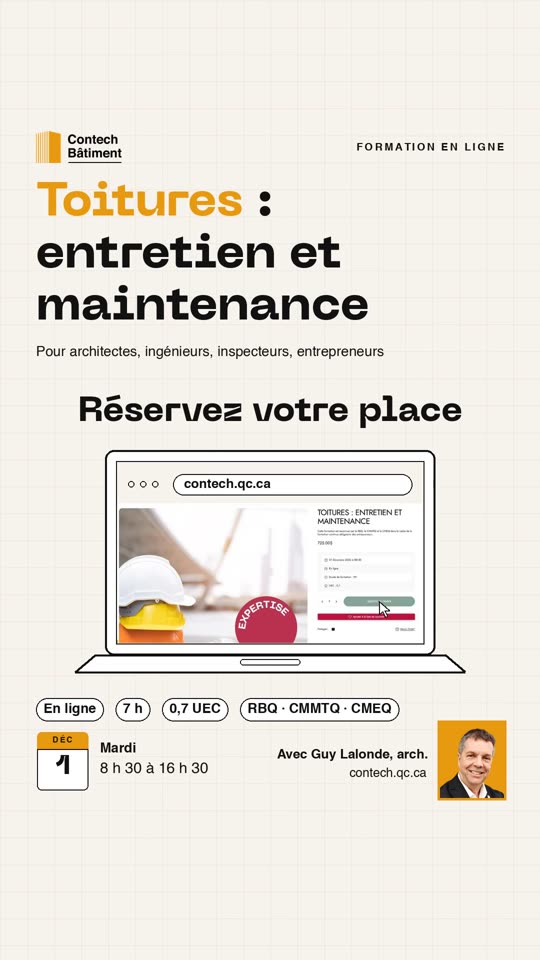 Contech
Bâtiment
FORMATION EN LIGNE
Toitures :
entretien et
maintenance
Pour architectes, ingénieurs, inspecteurs, entrepreneurs
Réservez votre place
contech.qc.ca
TOITURES : ENTRETIEN ET
MAINTENANCE
EXPERTISE
En ligne
7 h
0,7 UEC
RBQ · CMMTQ · CMEQ
DÉC
1
Mardi
8 h 30 à 16 h 30
Avec Guy Lalonde, arch.
contech.qc.ca